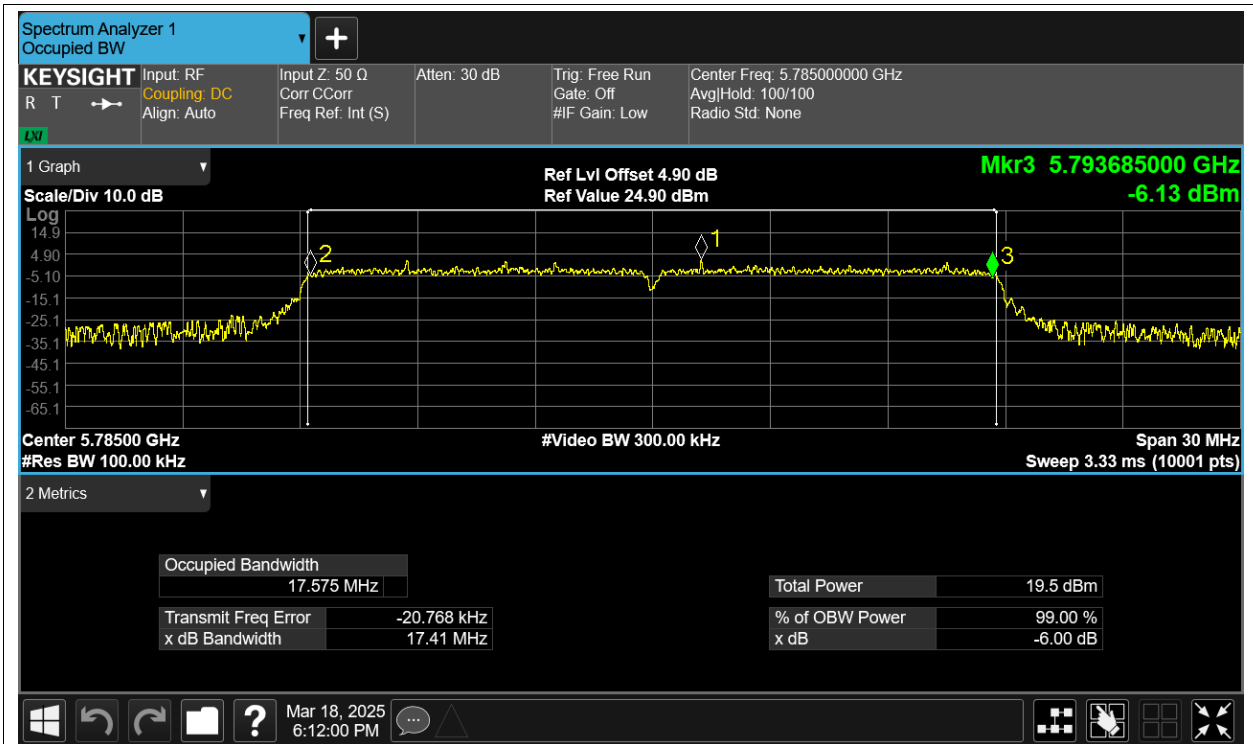 Spectrum Analyzer 1
Occupied BW
KEYSIGHT
R T
LXI
Input: RF
Coupling: DC
Align: Auto
Input Z: 50 Ω
Corr CCorr
Freq Ref: Int (S)
Atten: 30 dB
Trig: Free Run
Gate: Off
#IF Gain: Low
Center Freq: 5.785000000 GHz
Avg|Hold: 100/100
Radio Std: None
1 Graph
Scale/Div 10.0 dB
Ref Lvl Offset 4.90 dB
Ref Value 24.90 dBm
Mkr3 5.793685000 GHz
-6.13 dBm
Log
14.9
4.90
-5.10
-15.1
-25.1
-35.1
-45.1
-55.1
-65.1
2
1
3
Center 5.78500 GHz
#Res BW 100.00 kHz
#Video BW 300.00 kHz
Span 30 MHz
Sweep 3.33 ms (10001 pts)
2 Metrics
Occupied Bandwidth
17.575 MHz
Transmit Freq Error -20.768 kHz
x dB Bandwidth 17.41 MHz
Total Power 19.5 dBm
% of OBW Power 99.00 %
x dB -6.00 dB
?
Mar 18, 2025
6:12:00 PM